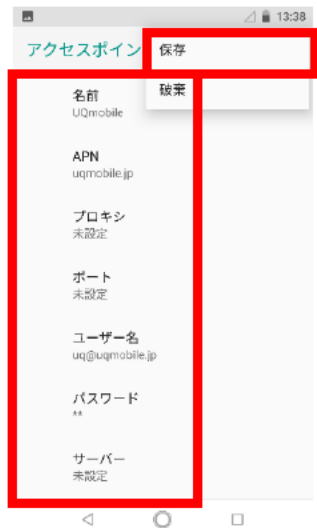 13:38
アクセスポイン
保存
破棄
名前
UQmobile
APN
uqmobile.jp
プロキシ
未設定
ポート
未設定
ユーザー名
uq@uqmobile.jp
パスワード
**
サーバー
未設定